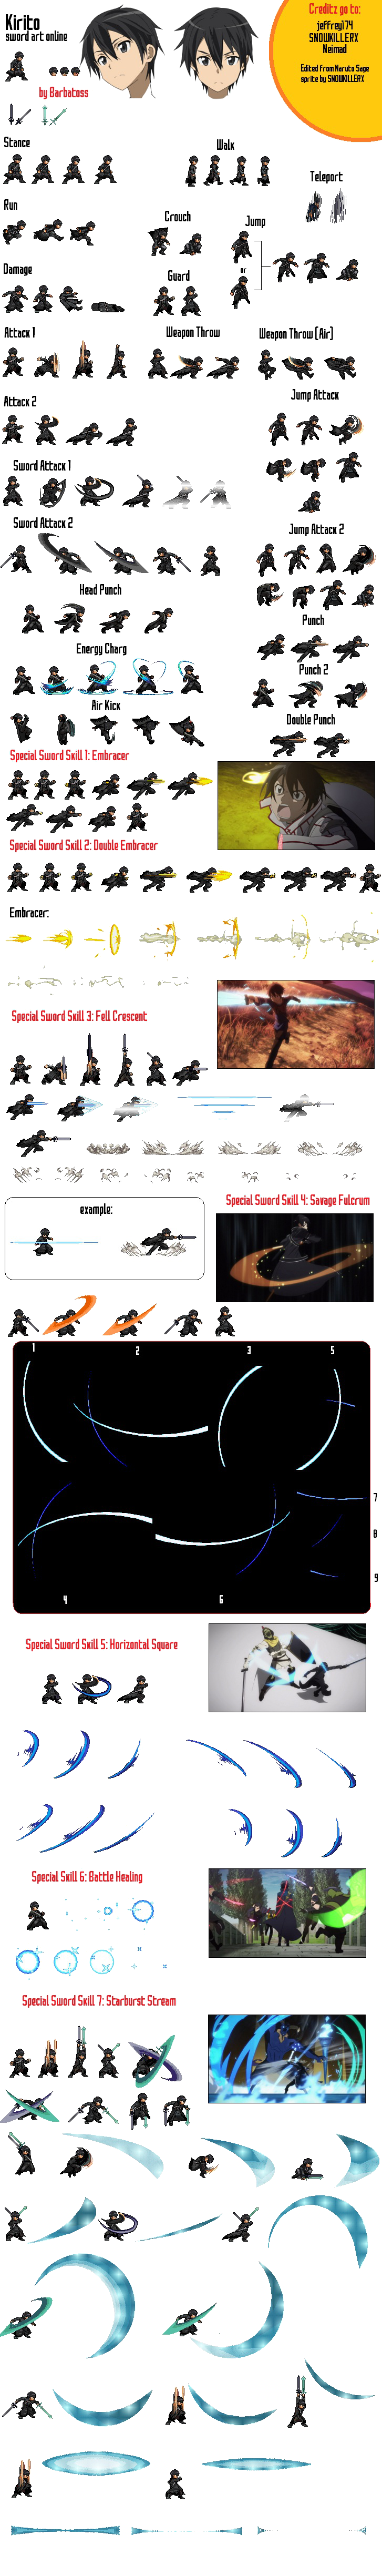 Kirito
sword art online
by Barbatoss
Creditz go to:
jeffrey174
SNOWKILLERX
Neimad
Edited from Naruto Sage
sprite by SNOWKILLERX
Stance
Walk
Teleport
Run
Crouch
Jump
or
Damage
Guard
Attack 1
Weapon Throw
Weapon Throw (Air)
Attack 2
Jump Attack
Sword Attack 1
Sword Attack 2
Jump Attack 2
Head Punch
Punch
Energy Charg
Punch 2
Air Kick
Double Punch
Special Sword Skill 1: Embracer
Special Sword Skill 2: Double Embracer
Embracer:
Special Sword Skill 3: Fell Crescent
example:
Special Sword Skill 4: Savage Fulcrum
1
2
3
5
7
8
9
4
6
Special Sword Skill 5: Horizontal Square
Special Skill 6: Battle Healing
Special Sword Skill 7: Starburst Stream